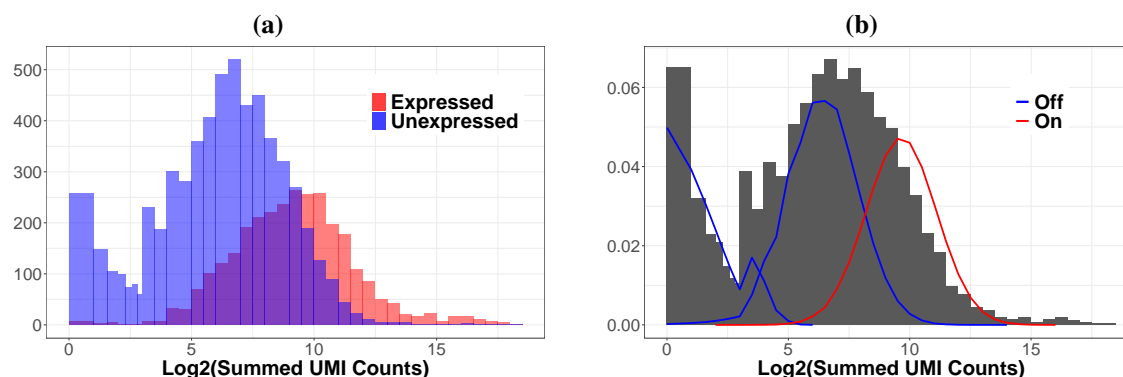 (a)
500
400
300
200
100
0
Expressed
Unexpressed
0 5 10 15
Log2(Summed UMI Counts)
(b)
0.06
0.04
0.02
0.00
Off
On
0 5 10 15
Log2(Summed UMI Counts)